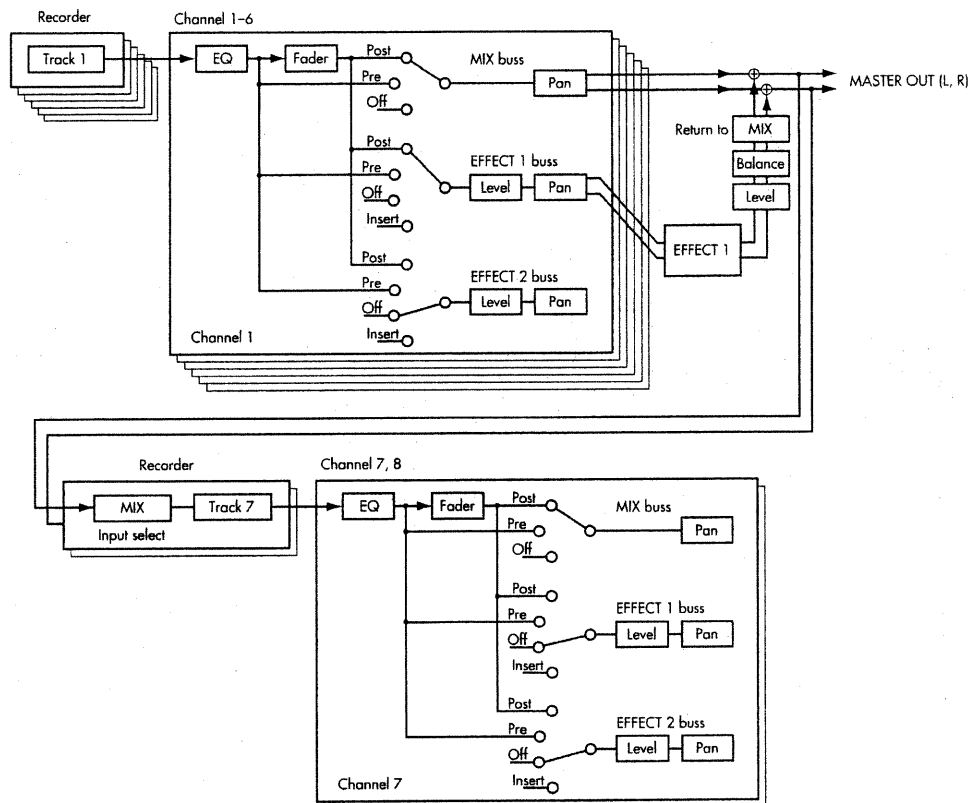 Recorder
Track 1
Channel 1–6
EQ
Fader
Post
Pre
Off
MIX buss
Pan
MASTER OUT (L, R)
Return to
MIX
Balance
Level
EFFECT 1
Post
Pre
Off
Insert
EFFECT 1 buss
Level
Pan
Post
Pre
Off
Insert
EFFECT 2 buss
Level
Pan
Channel 1
Recorder
MIX
Track 7
Input select
Channel 7, 8
EQ
Fader
Post
Pre
Off
MIX buss
Pan
Post
Pre
Off
Insert
EFFECT 1 buss
Level
Pan
Post
Pre
Off
Insert
EFFECT 2 buss
Level
Pan
Channel 7